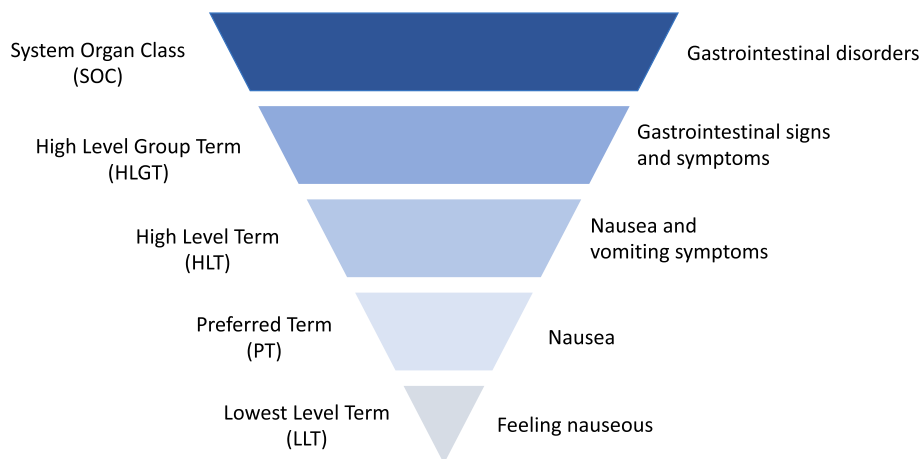 System Organ Class
(SOC)
Gastrointestinal disorders
High Level Group Term
(HLGT)
Gastrointestinal signs
and symptoms
High Level Term
(HLT)
Nausea and
vomiting symptoms
Preferred Term
(PT)
Nausea
Lowest Level Term
(LLT)
Feeling nauseous